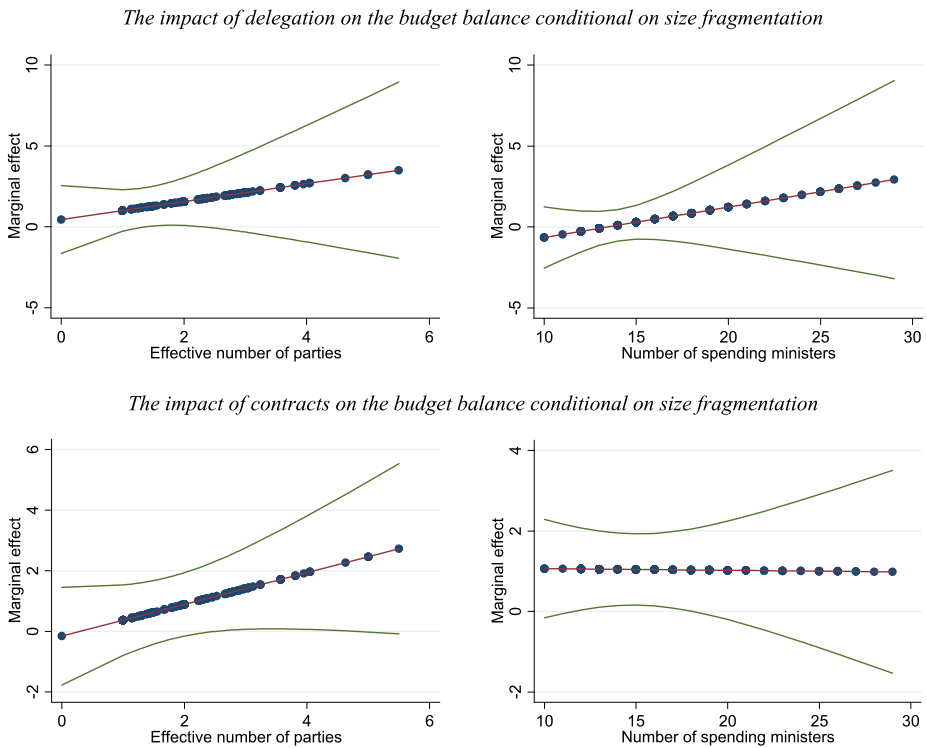 The impact of delegation on the budget balance conditional on size fragmentation
10
5
0
-5
Marginal effect
0 2 4 6
Effective number of parties
10
5
0
-5
Marginal effect
10 15 20 25 30
Number of spending ministers
The impact of contracts on the budget balance conditional on size fragmentation
6
4
2
0
-2
Marginal effect
0 2 4 6
Effective number of parties
4
2
0
-2
Marginal effect
10 15 20 25 30
Number of spending ministers